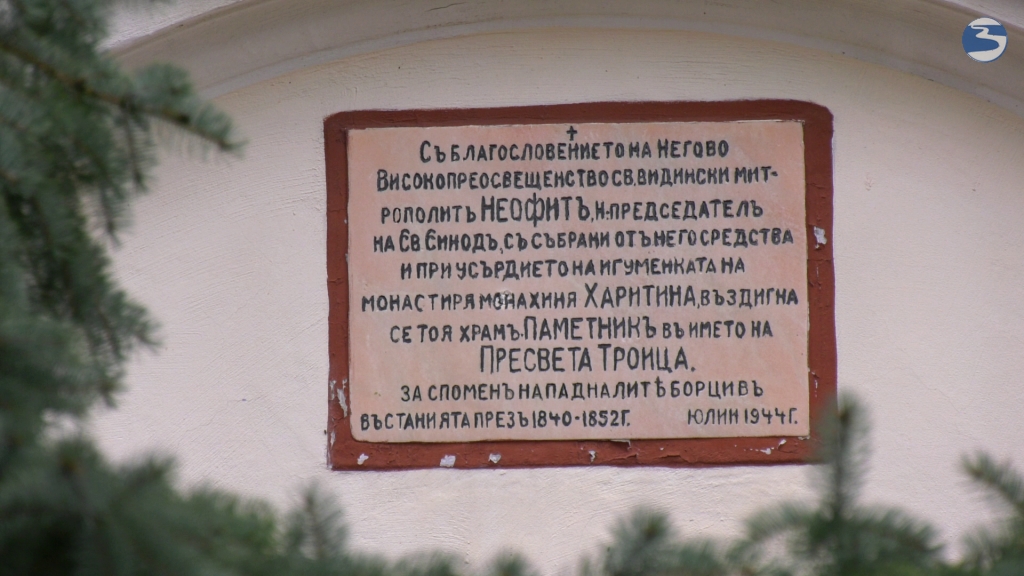 ✝
СЪ БЛАГОСЛОВЕНИЕТО НА НЕГОВО
ВИСОКОПРЕОСВЕЩЕНСТВО СВ. ВИДИНСКИ МИТ-
РОПОЛИТЪ НЕОФИТЪ, Н. ПРЕДСЕДАТЕЛЪ
НА СВ. СИНОДЪ, СЪ СЪБРАНИ ОТЪ НЕГО СРЕДСТВА
И ПРИ УСЪРДИЕТО НА ИГУМЕНКАТА НА
МОНАСТИРЯ МОНАХИНЯ ХАРИТИНА, ВЪЗДИГНА
СЕ ТОЯ ХРАМЪ-ПАМЕТНИКЪ ВЪ ИМЕТО НА
ПРЕСВЕТА ТРОИЦА.
ЗА СПОМЕНЪ НА ПАДНАЛИТѢ БОРЦИ ВЪ
ВЪСТАНИЯТА ПРЕЗЪ 1840-1852 Г. ЮЛИИ 1944 Г.